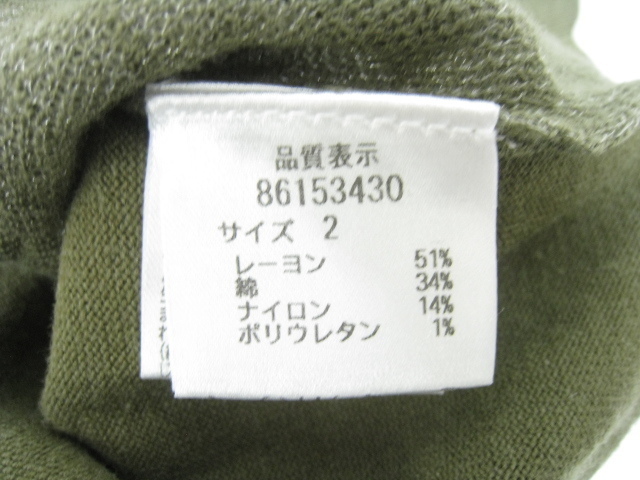 品質表示
86153430
サイズ 2
レーヨン 51%
綿 34%
ナイロン 14%
ポリウレタン 1%